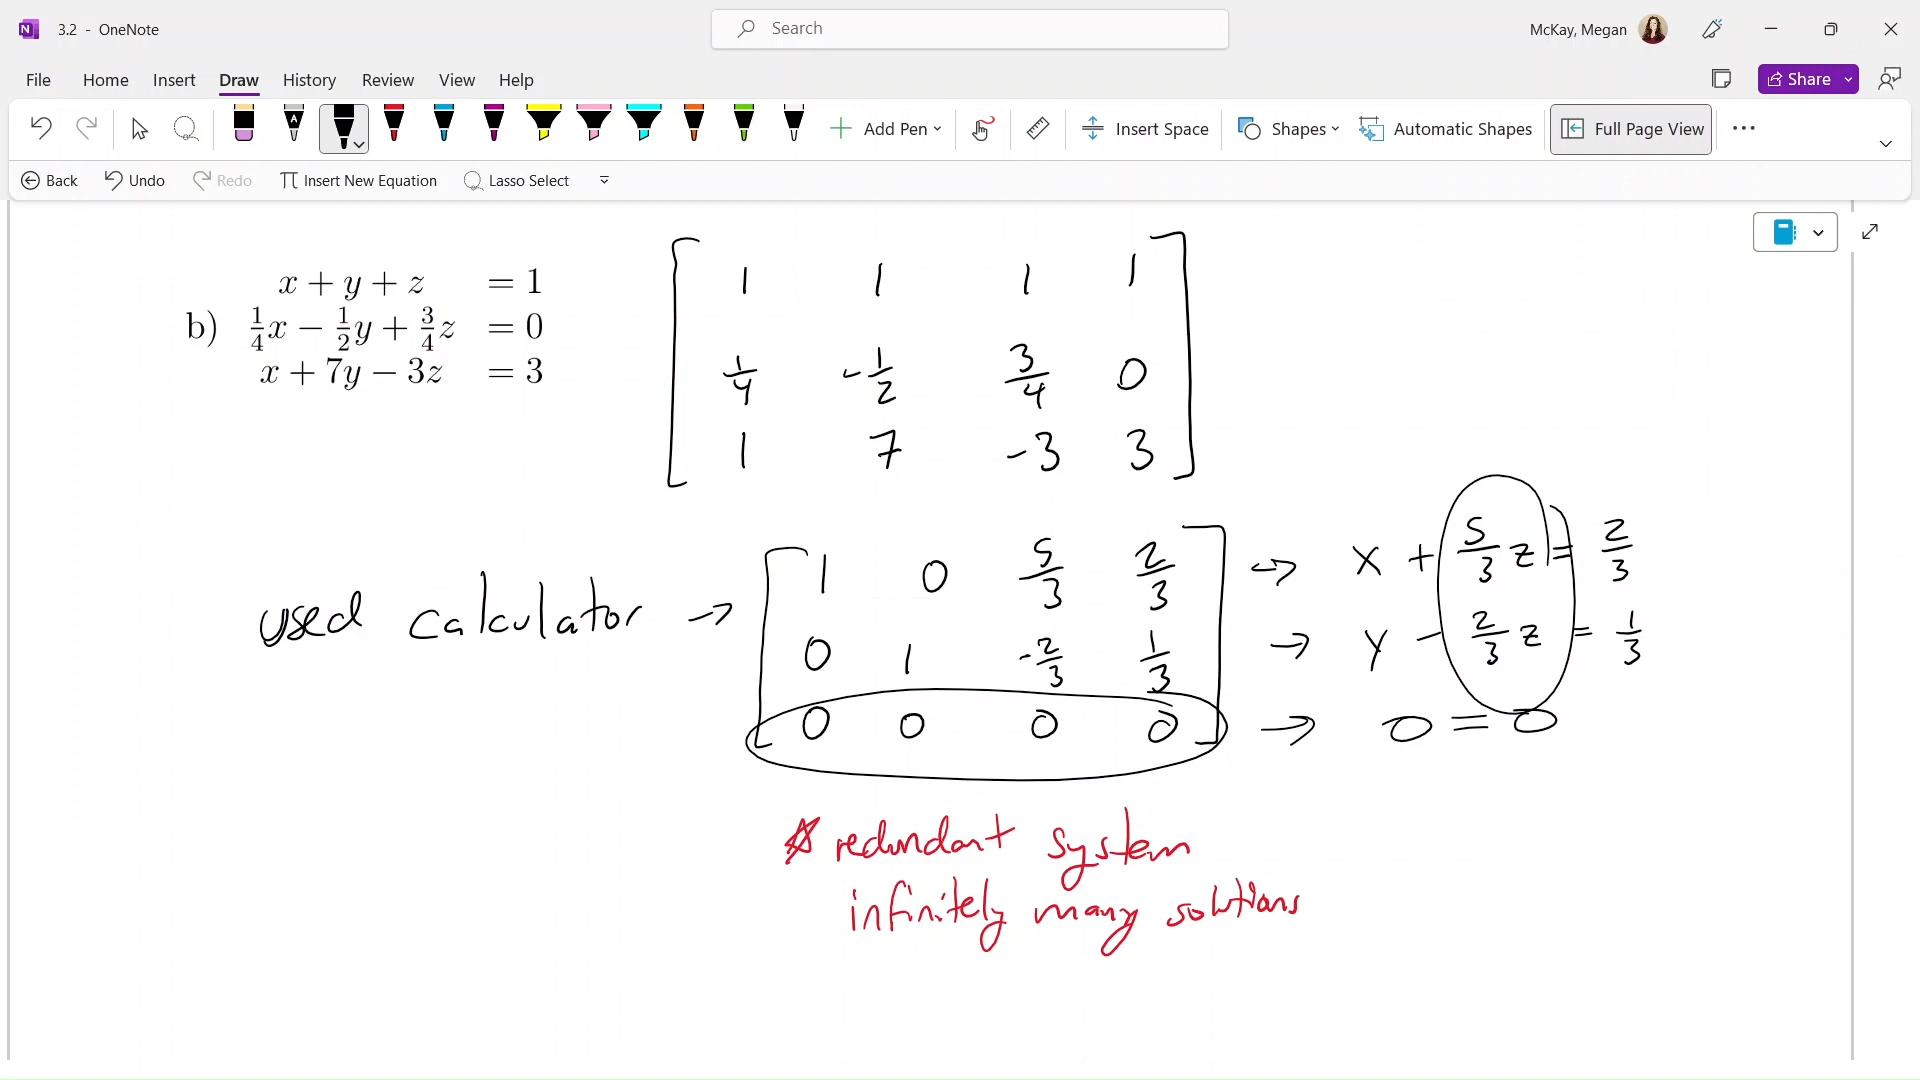 3.2 - OneNote
Search
McKay, Megan
File Home Insert Draw History Review View Help
Share
Add Pen
Insert Space
Shapes
Automatic Shapes
Full Page View
Back Undo Redo Insert New Equation Lasso Select
b)
x + y + z = 1
1/4x − 1/2y + 3/4z = 0
x + 7y − 3z = 3
1 1 1 1
1/4 -1/2 3/4 0
1 7 -3 3
used calculator →
1 0 5/3 2/3 → x + 5/3 z = 2/3
0 1 -2/3 1/3 → y - 2/3 z = 1/3
0 0 0 0 → 0 = 0
☆ redundant system
infinitely many solutions